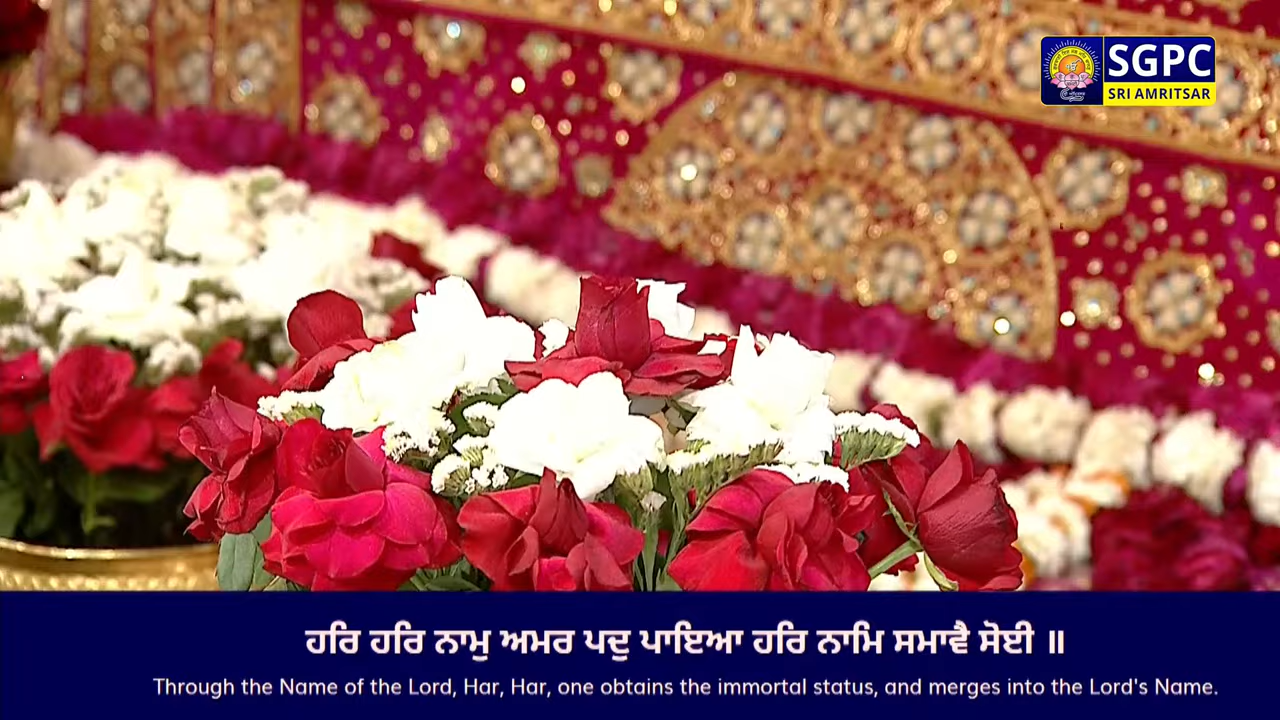 SGPC
SRI AMRITSAR
ਹਰਿ ਹਰਿ ਨਾਮੁ ਅਮਰ ਪਦੁ ਪਾਇਆ ਹਰਿ ਨਾਮਿ ਸਮਾਵੈ ਸੋਈ ॥
Through the Name of the Lord, Har, Har, one obtains the immortal status, and merges into the Lord's Name.